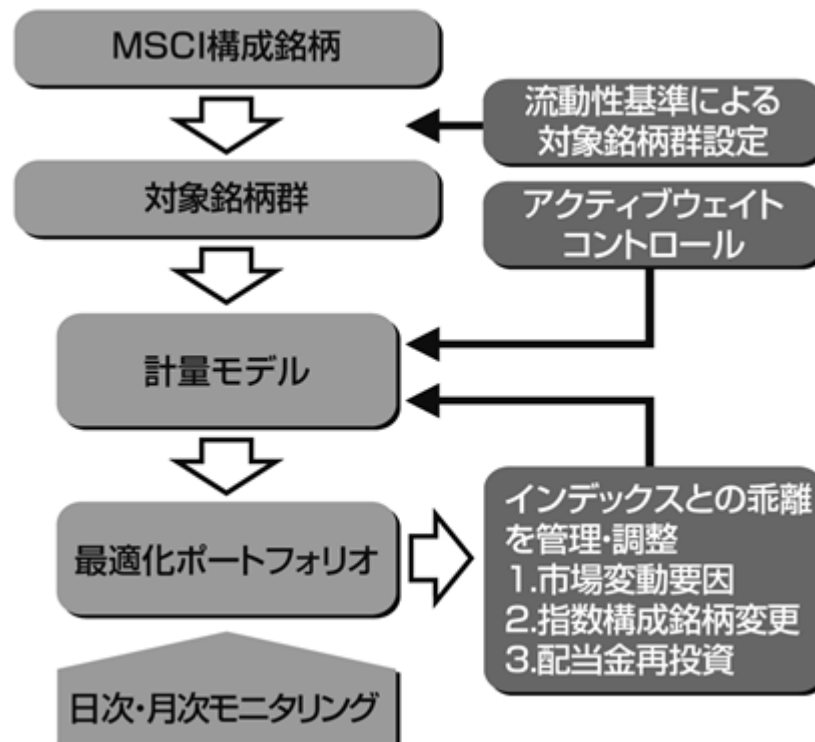 MSCI構成銘柄
流動性基準による
対象銘柄群設定
対象銘柄群
アクティブウェイト
コントロール
計量モデル
最適化ポートフォリオ
インデックスとの乖離
を管理・調整
1.市場変動要因
2.指数構成銘柄変更
3.配当金再投資
日次・月次モニタリング